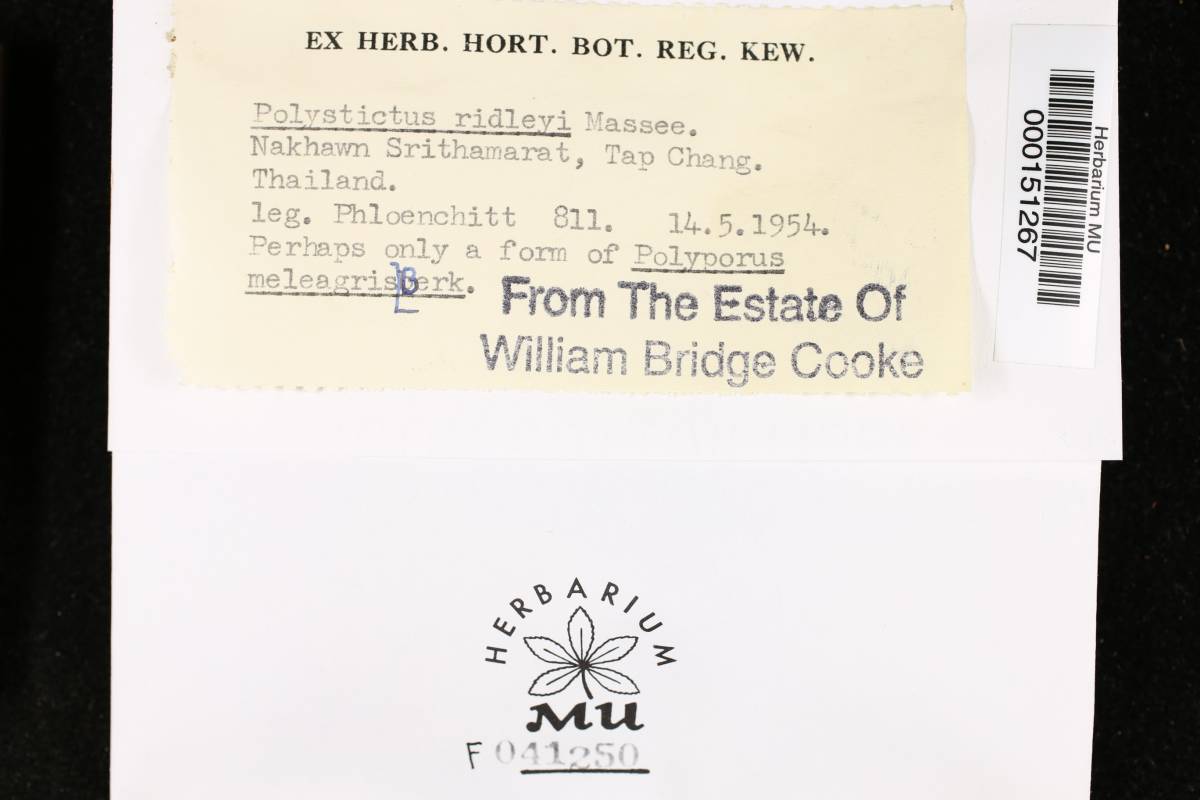 EX HERB. HORT. BOT. REG. KEW.
Polystictus ridleyi Massee.
Nakhawn Srithamarat, Tap Chang.
Thailand.
leg. Phloenchitt 811. 14.5.1954.
Perhaps only a form of Polyporus
meleagris Berk.
From The Estate Of
William Bridge Cooke
Herbarium MU
000151267
HERBARIUM
MU
F 041250